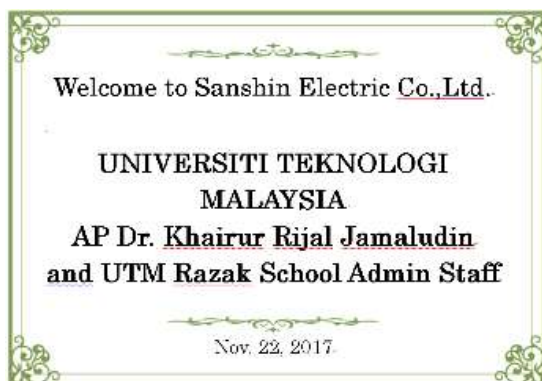 Welcome to Sanshin Electric Co.,Ltd.
UNIVERSITI TEKNOLOGI
MALAYSIA
AP Dr. Khairur Rijal Jamaludin
and UTM Razak School Admin Staff
Nov. 22, 2017